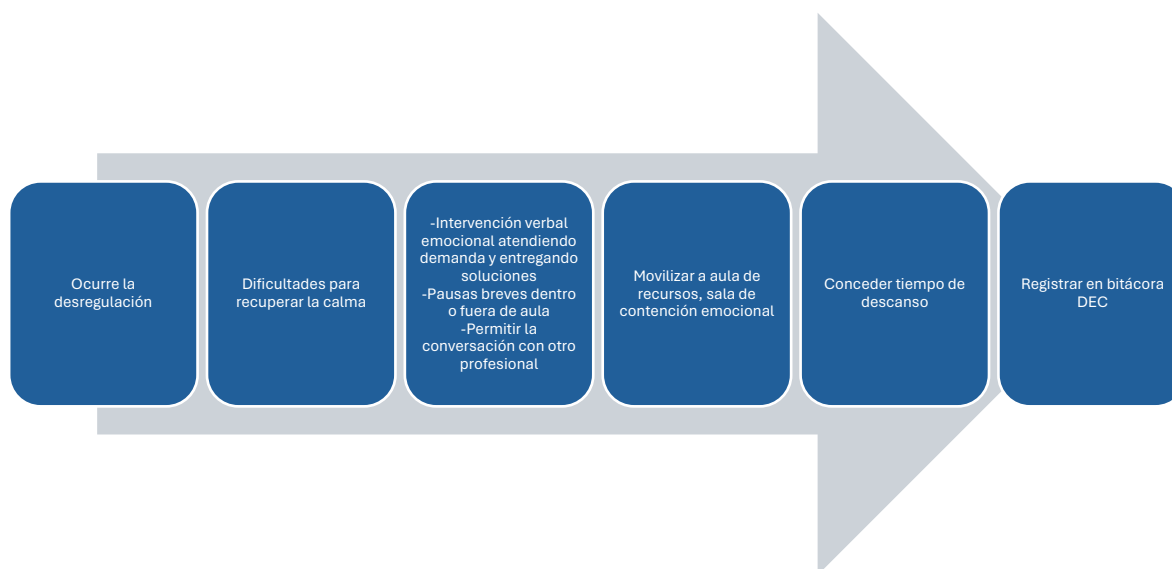 Ocurre la
desregulación
Dificultades para
recuperar la calma
-Intervención verbal
emocional atendiendo
demanda y entregando
soluciones
-Pausas breves dentro
o fuera de aula
-Permitir la
conversación con otro
profesional
Movilizar a aula de
recursos, sala de
contención emocional
Conceder tiempo de
descanso
Registrar en bitácora
DEC